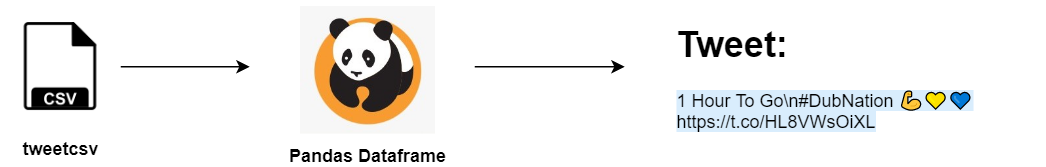 CSV
tweetcsv
Pandas Dataframe
Tweet:
1 Hour To Go\n#DubNation 💪💛💙
https://t.co/HL8VWsOiXL